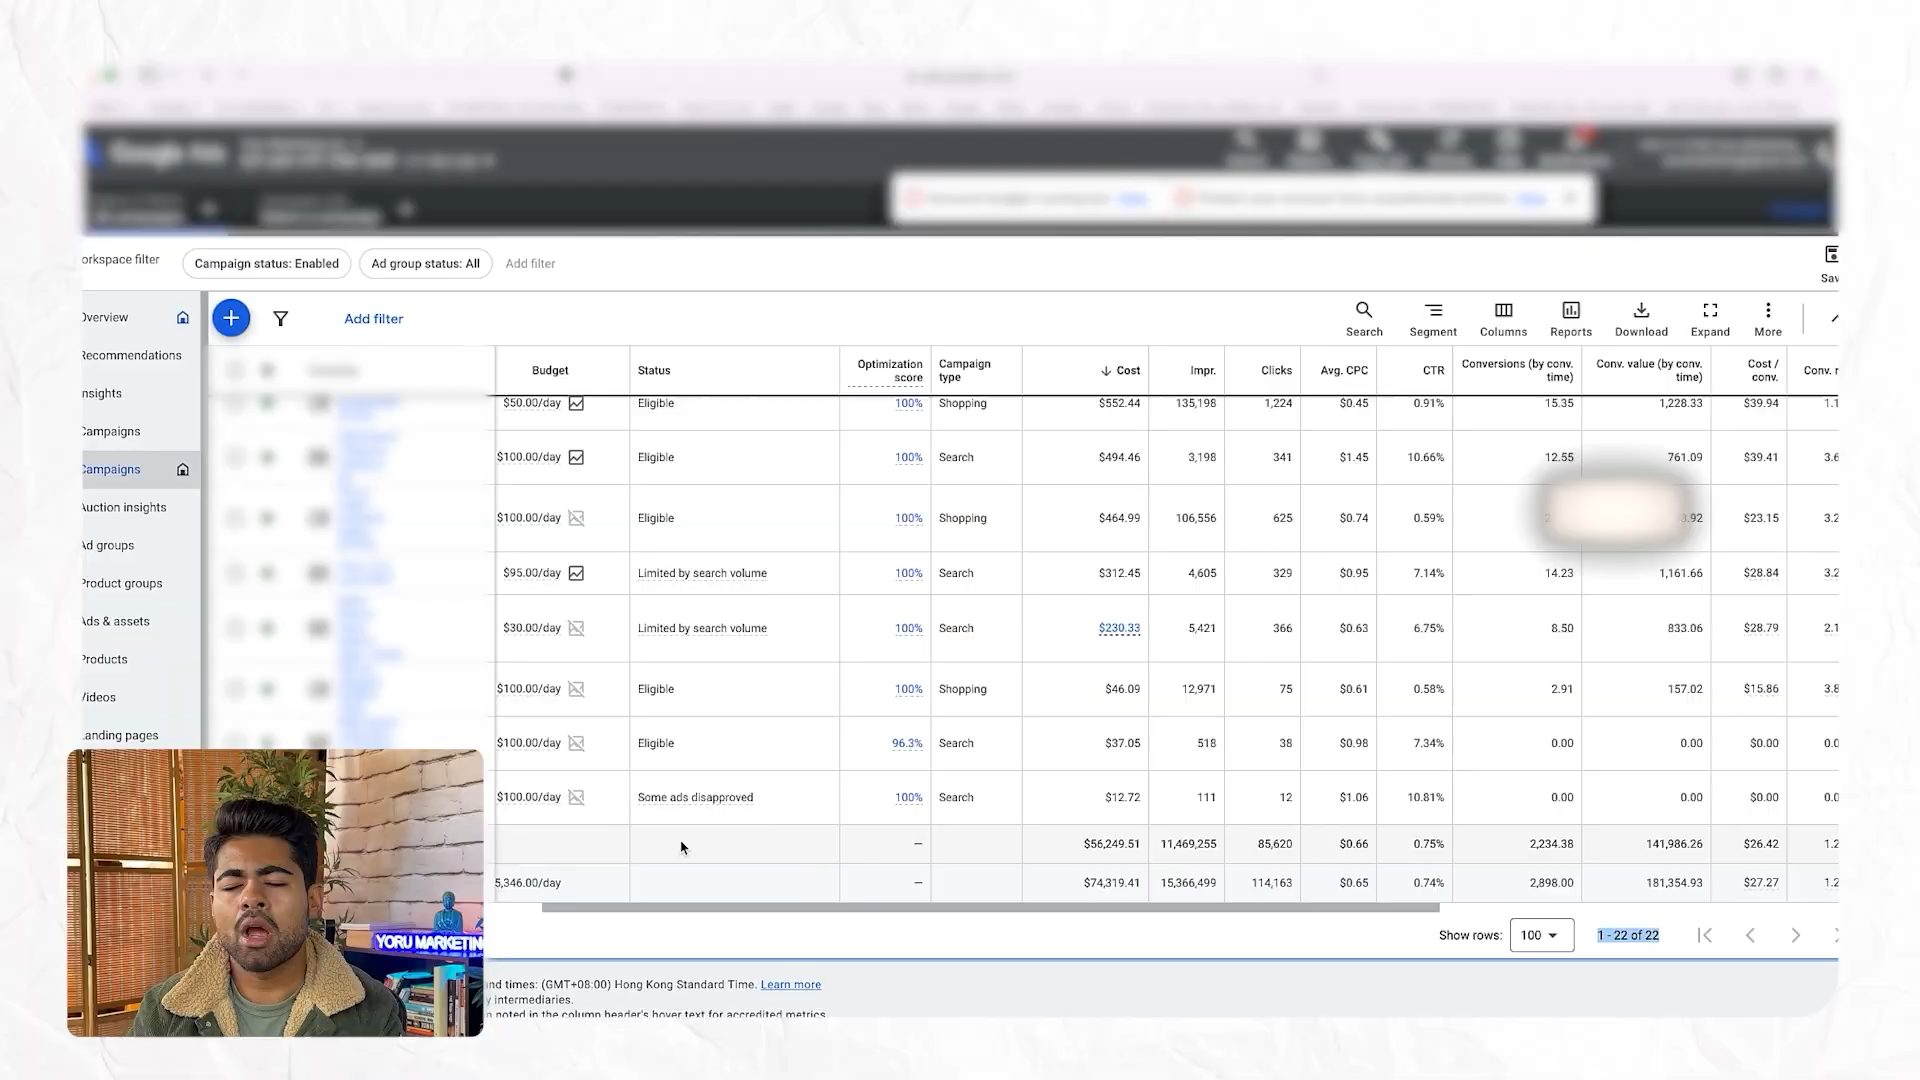 orkspace filter
Campaign status: Enabled
Ad group status: All
Add filter
Sav
Overview
Recommendations
nsights
Campaigns
Campaigns
Auction insights
Ad groups
Product groups
Ads & assets
Products
Videos
Landing pages
Add filter
Search
Segment
Columns
Reports
Download
Expand
More
Budget Status Optimization score Campaign type Cost Impr. Clicks Avg. CPC CTR Conversions (by conv. time) Conv. value (by conv. time) Cost / conv. Conv. r
$50.00/day Eligible 100% Shopping $552.44 135,198 1,224 $0.45 0.91% 15.35 1,228.33 $39.94 1.1
$100.00/day Eligible 100% Search $494.46 3,198 341 $1.45 10.66% 12.55 761.09 $39.41 3.6
$100.00/day Eligible 100% Shopping $464.99 106,556 625 $0.74 0.59% 3.92 $23.15 3.2
$95.00/day Limited by search volume 100% Search $312.45 4,605 329 $0.95 7.14% 14.23 1,161.66 $28.84 3.2
$30.00/day Limited by search volume 100% Search $230.33 5,421 366 $0.63 6.75% 8.50 833.06 $28.79 2.1
$100.00/day Eligible 100% Shopping $46.09 12,971 75 $0.61 0.58% 2.91 157.02 $15.86 3.8
$100.00/day Eligible 96.3% Search $37.05 518 38 $0.98 7.34% 0.00 0.00 $0.00 0.0
$100.00/day Some ads disapproved 100% Search $12.72 111 12 $1.06 10.81% 0.00 0.00 $0.00 0.0
– $56,249.51 11,469,255 85,620 $0.66 0.75% 2,234.38 141,986.26 $26.42 1.2
5,346.00/day – $74,319.41 15,366,499 114,163 $0.65 0.74% 2,898.00 181,354.93 $27.27 1.2
Show rows: 100 1 - 22 of 22
nd times: (GMT+08:00) Hong Kong Standard Time. Learn more
y intermediaries.
n noted in the column header's hover text for accredited metrics
YORU MARKETIN